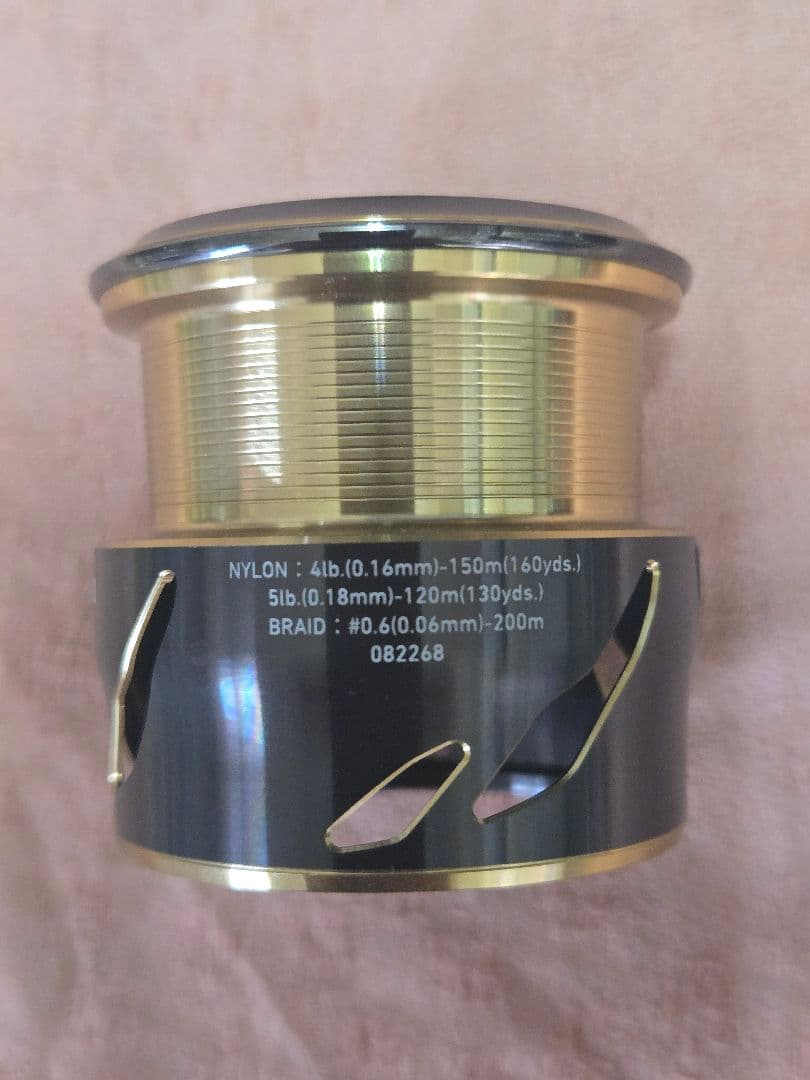 NYLON : 4lb.(0.16mm)-150m(160yds.)
5lb.(0.18mm)-120m(130yds.)
BRAID : #0.6(0.06mm)-200m
082268